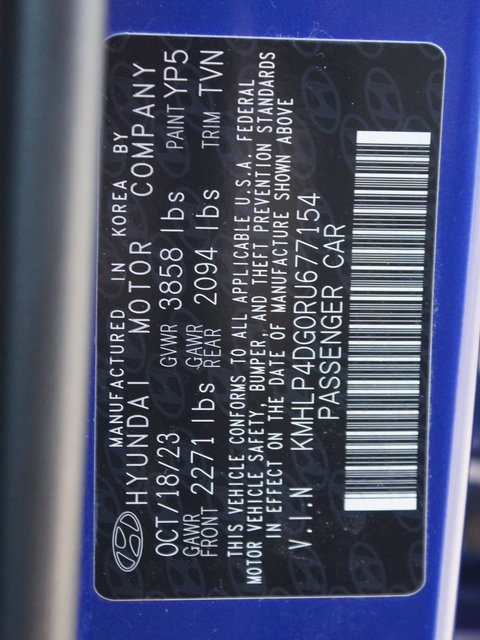 MANUFACTURED IN KOREA BY
HYUNDAI MOTOR COMPANY
OCT/18/23 GVWR 3858 lbs PAINT YP5
GAWR FRONT 2271 lbs GAWR REAR 2094 lbs TRIM TVN
THIS VEHICLE CONFORMS TO ALL APPLICABLE U.S.A. FEDERAL
MOTOR VEHICLE SAFETY, BUMPER, AND THEFT PREVENTION STANDARDS
IN EFFECT ON THE DATE OF MANUFACTURE SHOWN ABOVE
V.I.N KMHLP4DG0RU677154
PASSENGER CAR